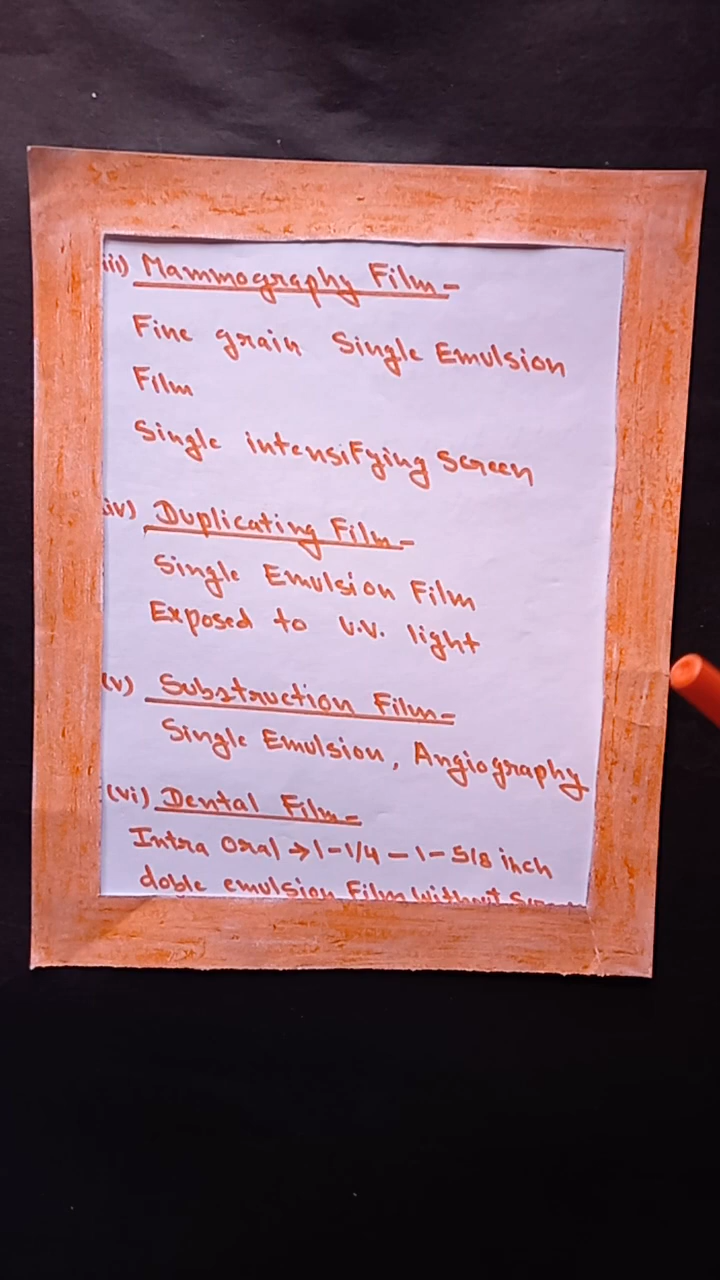 iii) Mammography Film-
Fine grain Single Emulsion
Film
Single intensifying Screen
iv) Duplicating Film-
Single Emulsion Film
Exposed to U.V. light
(v) Substruction Film-
Single Emulsion, Angiography
(vi) Dental Film-
Intra Oral → 1-1/4 - 1-5/8 inch
doble emulsion Film without